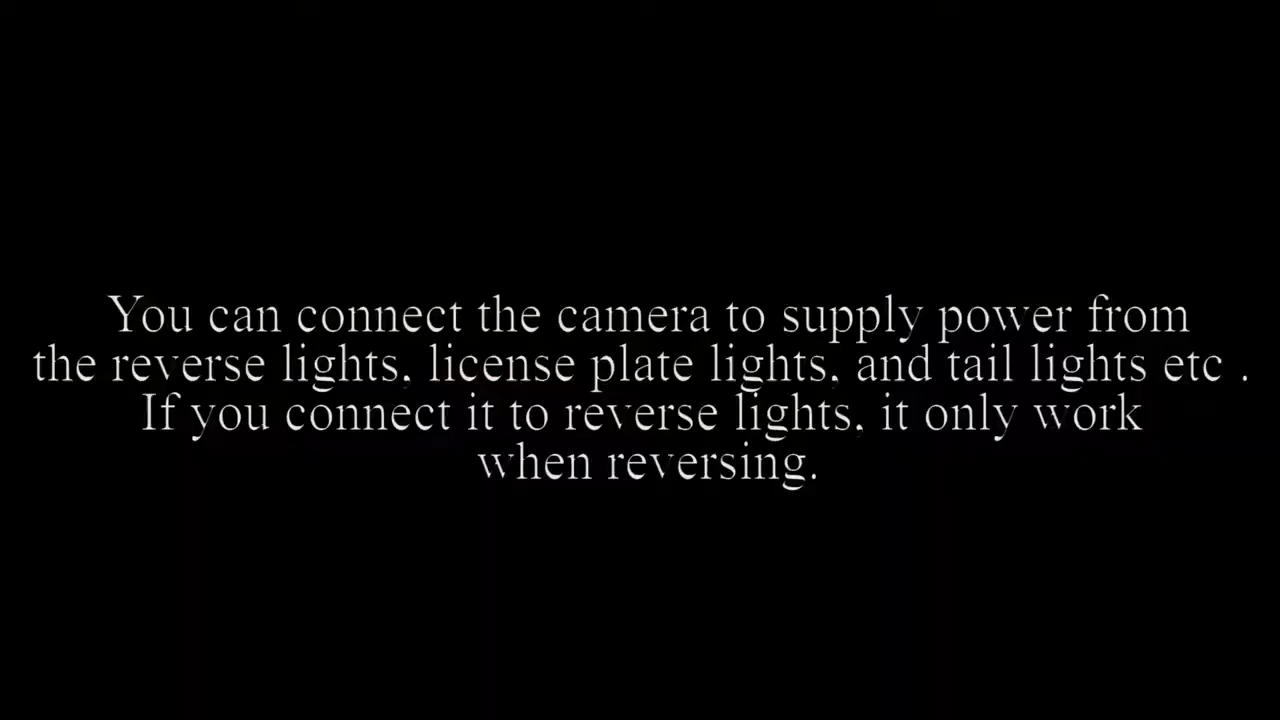 You can connect the camera to supply power from
the reverse lights, license plate lights, and tail lights etc .
If you connect it to reverse lights, it only work
when reversing.